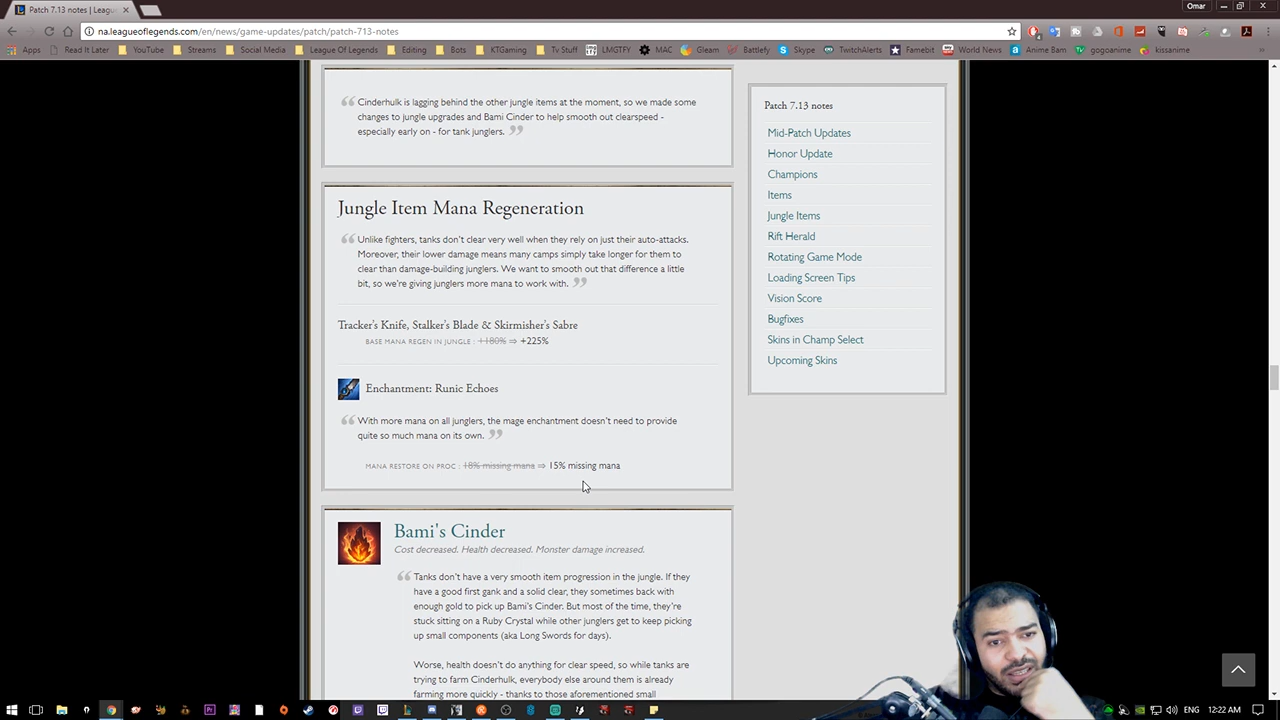 Patch 7.13 notes | Leagu
Omar
na.leagueoflegends.com/en/news/game-updates/patch/patch-713-notes
Apps Read It Later YouTube Streams Social Media League Of Legends Editing Bots KTGaming Tv Stuff LMGTFY MAC Gleam Battlefy Skype TwitchAlerts Famebit World News Anime Bam gogoanime kissanime
Cinderhulk is lagging behind the other jungle items at the moment, so we made some
changes to jungle upgrades and Bami Cinder to help smooth out clearspeed -
especially early on - for tank junglers.
Jungle Item Mana Regeneration
Unlike fighters, tanks don't clear very well when they rely on just their auto-attacks.
Moreover, their lower damage means many camps simply take longer for them to
clear than damage-building junglers. We want to smooth out that difference a little
bit, so we're giving junglers more mana to work with.
Tracker's Knife, Stalker's Blade & Skirmisher's Sabre
BASE MANA REGEN IN JUNGLE : +180% ⇒ +225%
Enchantment: Runic Echoes
With more mana on all junglers, the mage enchantment doesn't need to provide
quite so much mana on its own.
MANA RESTORE ON PROC : 18% missing mana ⇒ 15% missing mana
Bami's Cinder
Cost decreased. Health decreased. Monster damage increased.
Tanks don't have a very smooth item progression in the jungle. If they
have a good first gank and a solid clear, they sometimes back with
enough gold to pick up Bami's Cinder. But most of the time, they're
stuck sitting on a Ruby Crystal while other junglers get to keep picking
up small components (aka Long Swords for days).
Worse, health doesn't do anything for clear speed, so while tanks are
trying to farm Cinderhulk, everybody else around them is already
farming more quickly - thanks to those aforementioned small
Patch 7.13 notes
Mid-Patch Updates
Honor Update
Champions
Items
Jungle Items
Rift Herald
Rotating Game Mode
Loading Screen Tips
Vision Score
Bugfixes
Skins in Champ Select
Upcoming Skins
ENG 12:22 AM